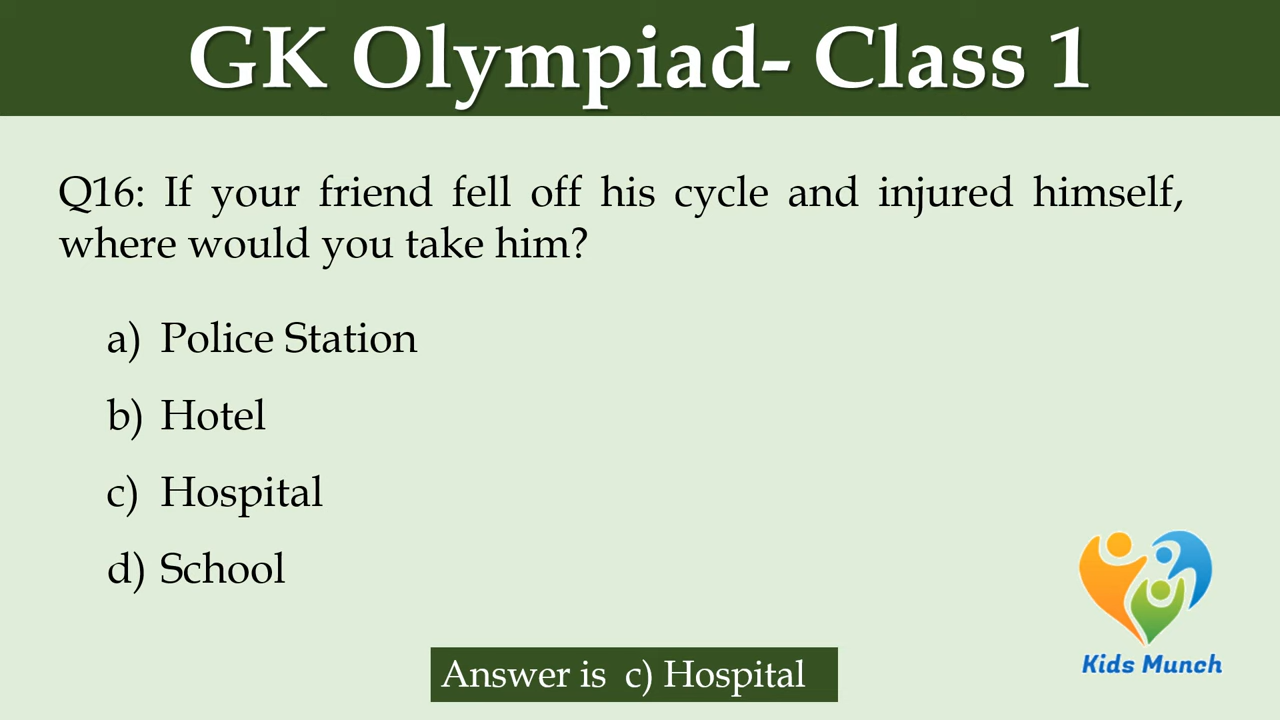 GK Olympiad- Class 1
Q16: If your friend fell off his cycle and injured himself,
where would you take him?
a) Police Station
b) Hotel
c) Hospital
d) School
Kids Munch
Answer is c) Hospital